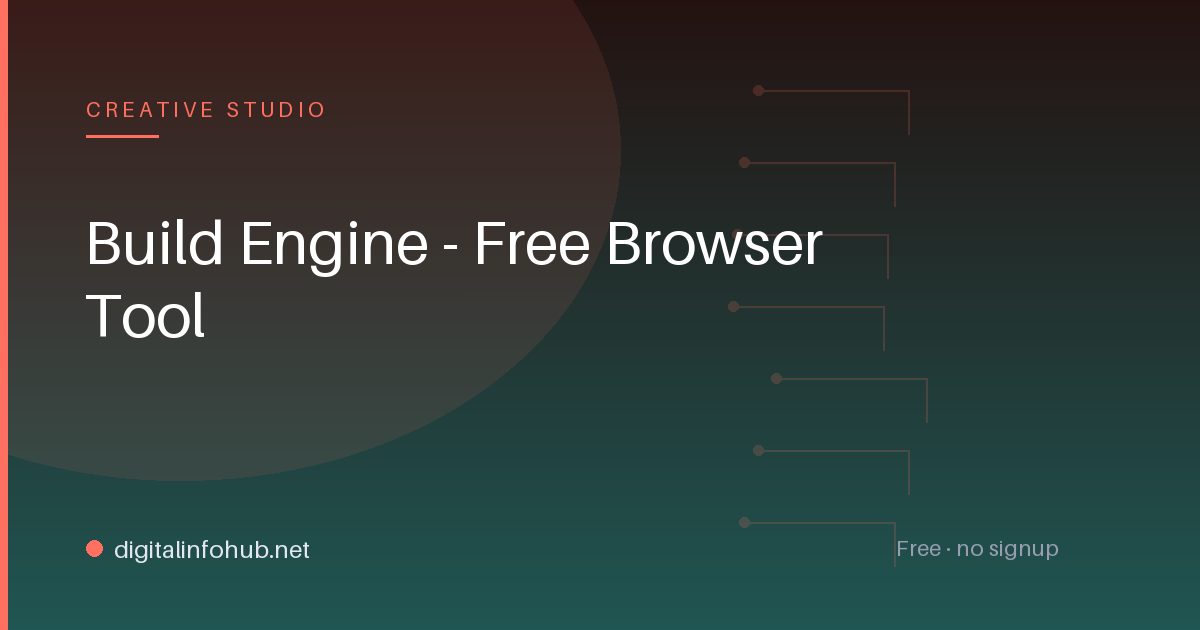 CREATIVE STUDIO
Build Engine - Free Browser
Tool
digitalinfohub.net
Free · no signup